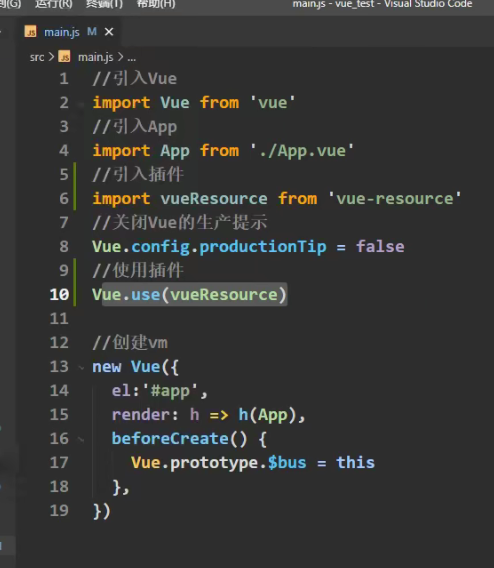 运行(R) 终端(T) 帮助(H) main.js - vue_test - Visual Studio Code
JS main.js M ×
src > JS main.js > ...
1 //引入Vue
2 import Vue from 'vue'
3 //引入App
4 import App from './App.vue'
5 //引入插件
6 import vueResource from 'vue-resource'
7 //关闭Vue的生产提示
8 Vue.config.productionTip = false
9 //使用插件
10 Vue.use(vueResource)
11
12 //创建vm
13 new Vue({
14 el:'#app',
15 render: h => h(App),
16 beforeCreate() {
17 Vue.prototype.$bus = this
18 },
19 })